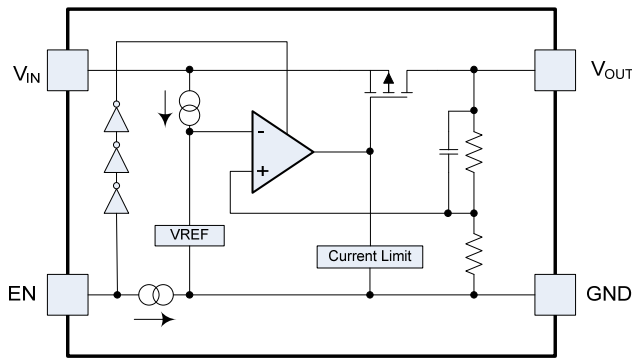 VIN
VOUT
-
+
VREF
Current Limit
EN
GND